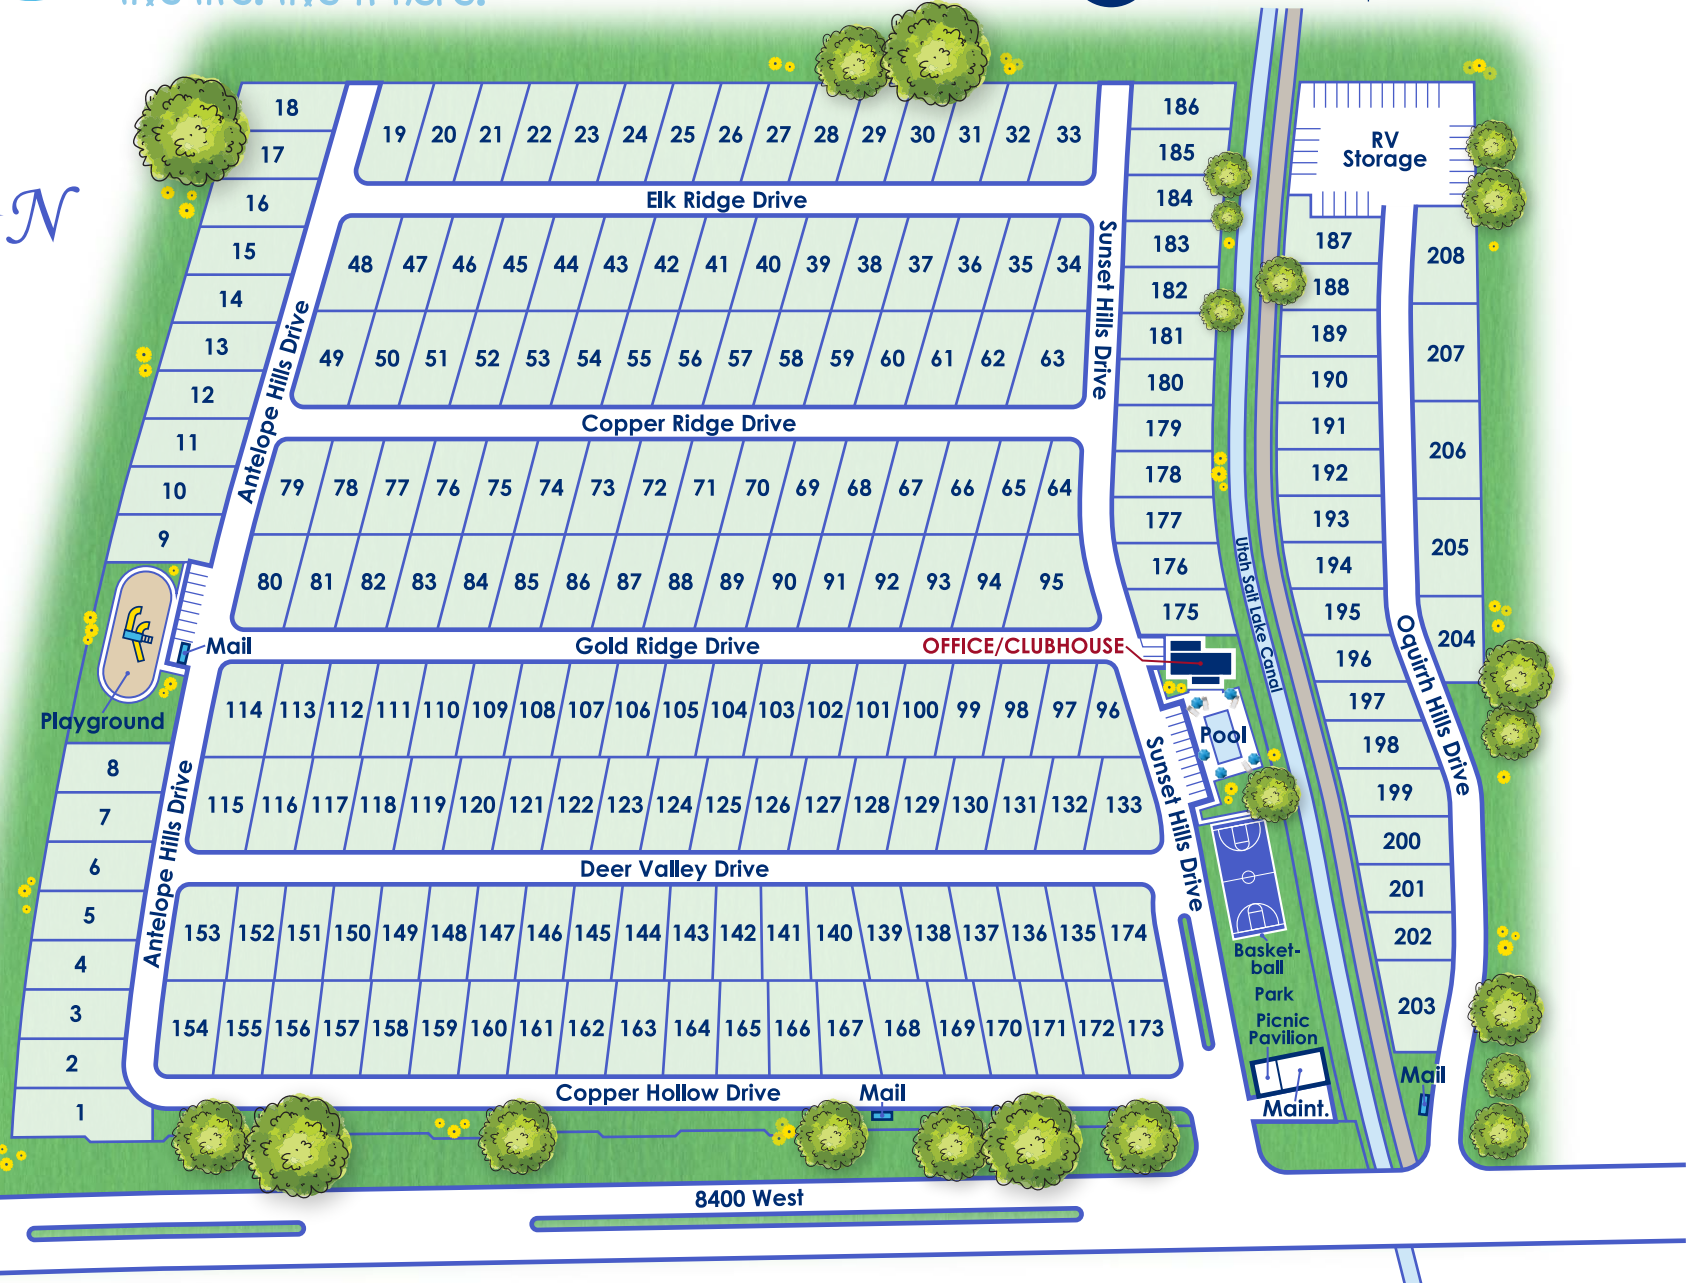 N
18
17
16
15
14
13
12
11
10
9
19 20 21 22 23 24 25 26 27 28 29 30 31 32 33
Elk Ridge Drive
48 47 46 45 44 43 42 41 40 39 38 37 36 35 34
49 50 51 52 53 54 55 56 57 58 59 60 61 62 63
Antelope Hills Drive
Copper Ridge Drive
Sunset Hills Drive
79 78 77 76 75 74 73 72 71 70 69 68 67 66 65 64
80 81 82 83 84 85 86 87 88 89 90 91 92 93 94 95
Mail
Gold Ridge Drive
OFFICE/CLUBHOUSE
Playground
114 113 112 111 110 109 108 107 106 105 104 103 102 101 100 99 98 97 96
115 116 117 118 119 120 121 122 123 124 125 126 127 128 129 130 131 132 133
8
7
6
5
4
3
2
1
Antelope Hills Drive
Deer Valley Drive
Sunset Hills Drive
153 152 151 150 149 148 147 146 145 144 143 142 141 140 139 138 137 136 135 174
154 155 156 157 158 159 160 161 162 163 164 165 166 167 168 169 170 171 172 173
Copper Hollow Drive
Mail
186
185
184
183
182
181
180
179
178
177
176
175
Utah Salt Lake Canal
Pool
Basket-
ball
Park
Picnic
Pavilion
Maint.
RV
Storage
187
188
189
190
191
192
193
194
195
196
197
198
199
200
201
202
203
208
207
206
205
204
Oquirrh Hills Drive
Mail
8400 West